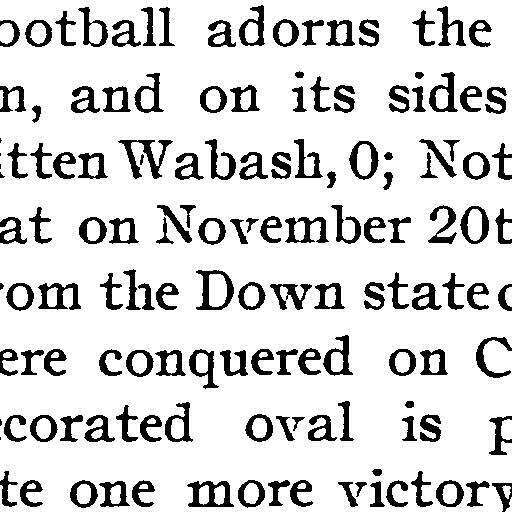 ootball adorns the
n, and on its sides
itten Wabash, 0; Not
at on November 20t
rom the Down state c
ere conquered on C
ecorated oval is p
te one more victory